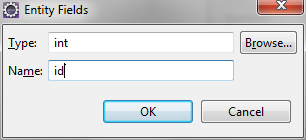 Entity Fields
Type: int Browse...
Name: id
OK Cancel